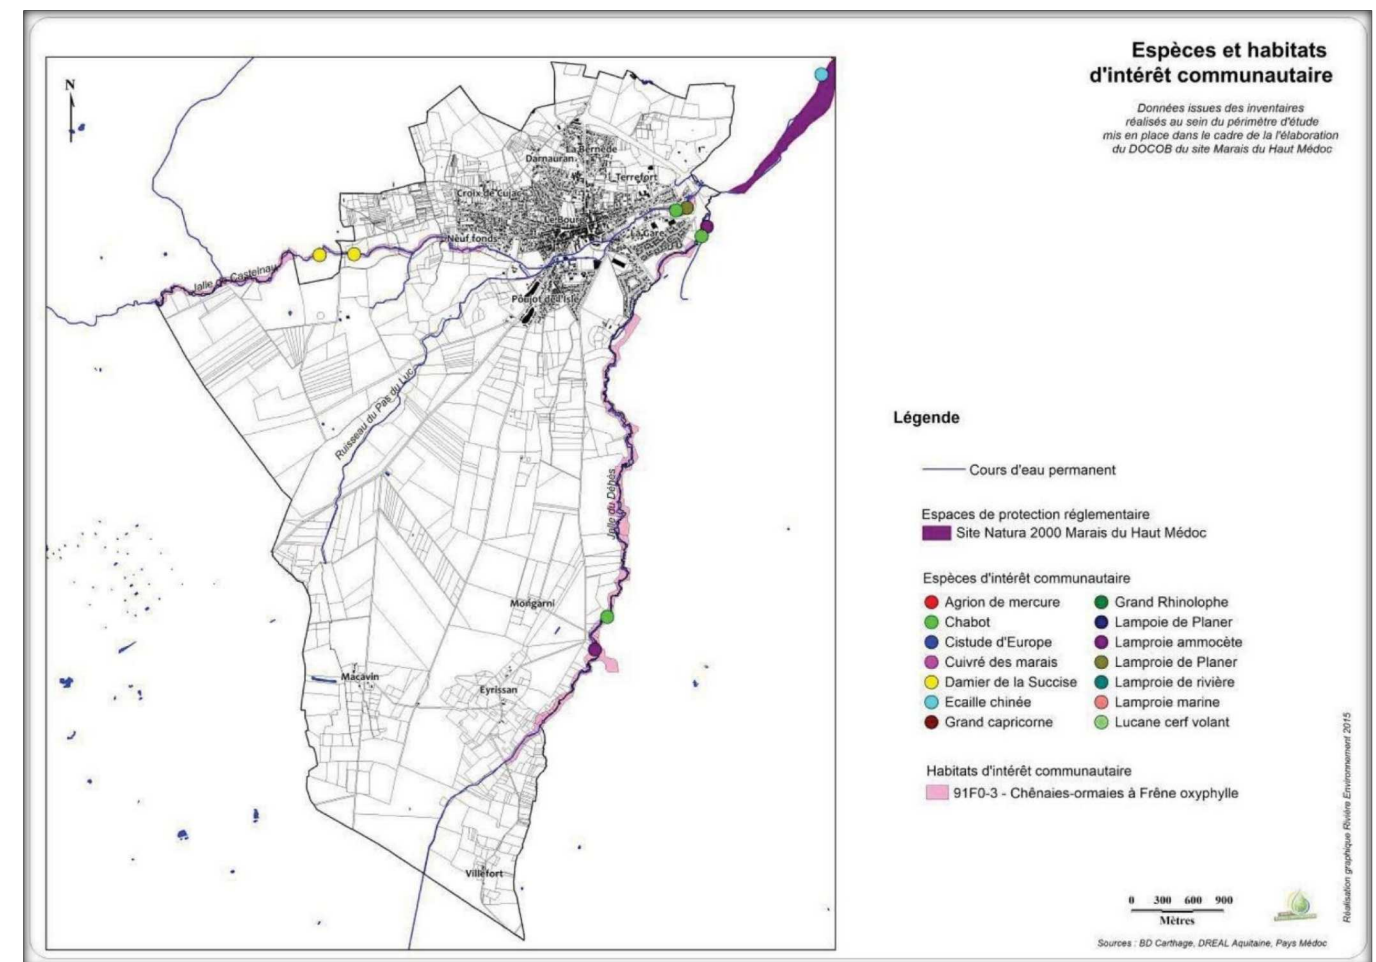 Espèces et habitats
d'intérêt communautaire
Données issues des inventaires
réalisés au sein du périmètre d'étude
mis en place dans le cadre de la l'élaboration
du DOCOB du site Marais du Haut Médoc
N
La Bernède
Darnauran
Terrefort
Croix de Cujac
Le Bourg
La Gare
Neuf fonds
Jalle de Castelnau
Poujot de l'Isle
Ruisseau du Pas du Luc
Jalle du Déhès
Mongarni
Macavin
Eyrissan
Villefort
Légende
Cours d'eau permanent
Espaces de protection réglementaire
Site Natura 2000 Marais du Haut Médoc
Espèces d'intérêt communautaire
Agrion de mercure
Chabot
Cistude d'Europe
Cuivré des marais
Damier de la Succise
Ecaille chinée
Grand capricorne
Grand Rhinolophe
Lampoie de Planer
Lamproie ammocète
Lamproie de Planer
Lamproie de rivière
Lamproie marine
Lucane cerf volant
Habitats d'intérêt communautaire
91F0-3 - Chênaies-ormaies à Frêne oxyphylle
0 300 600 900
Mètres
Sources : BD Carthage, DREAL Aquitaine, Pays Médoc
Réalisation graphique Rivière Environnement 2015